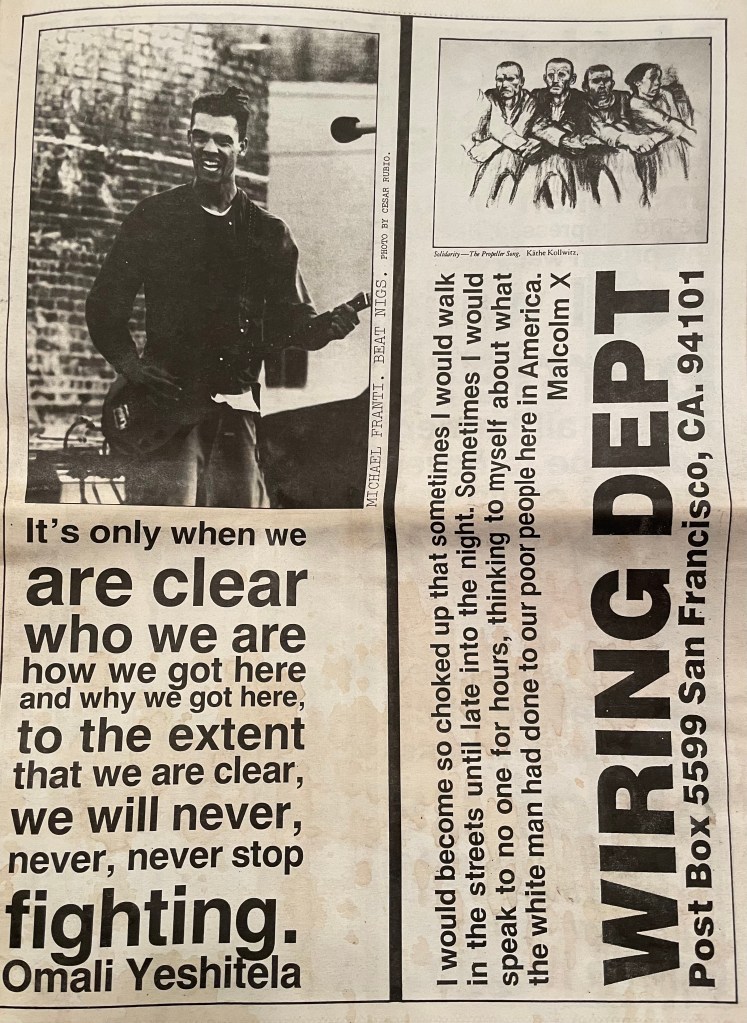 MICHAEL FRANTI. BEAT NIGS. PHOTO BY CESAR RUBIO.
It's only when we
are clear
who we are
how we got here
and why we got here,
to the extent
that we are clear,
we will never,
never, never stop
fighting.
Omali Yeshitela
Solidarity—The Propeller Song, Käthe Kollwitz,
I would become so choked up that sometimes I would walk
in the streets until late into the night. Sometimes I would
speak to no one for hours, thinking to myself about what
the white man had done to our poor people here in America.
Malcolm X
WIRING DEPT
Post Box 5599 San Francisco, CA. 94101